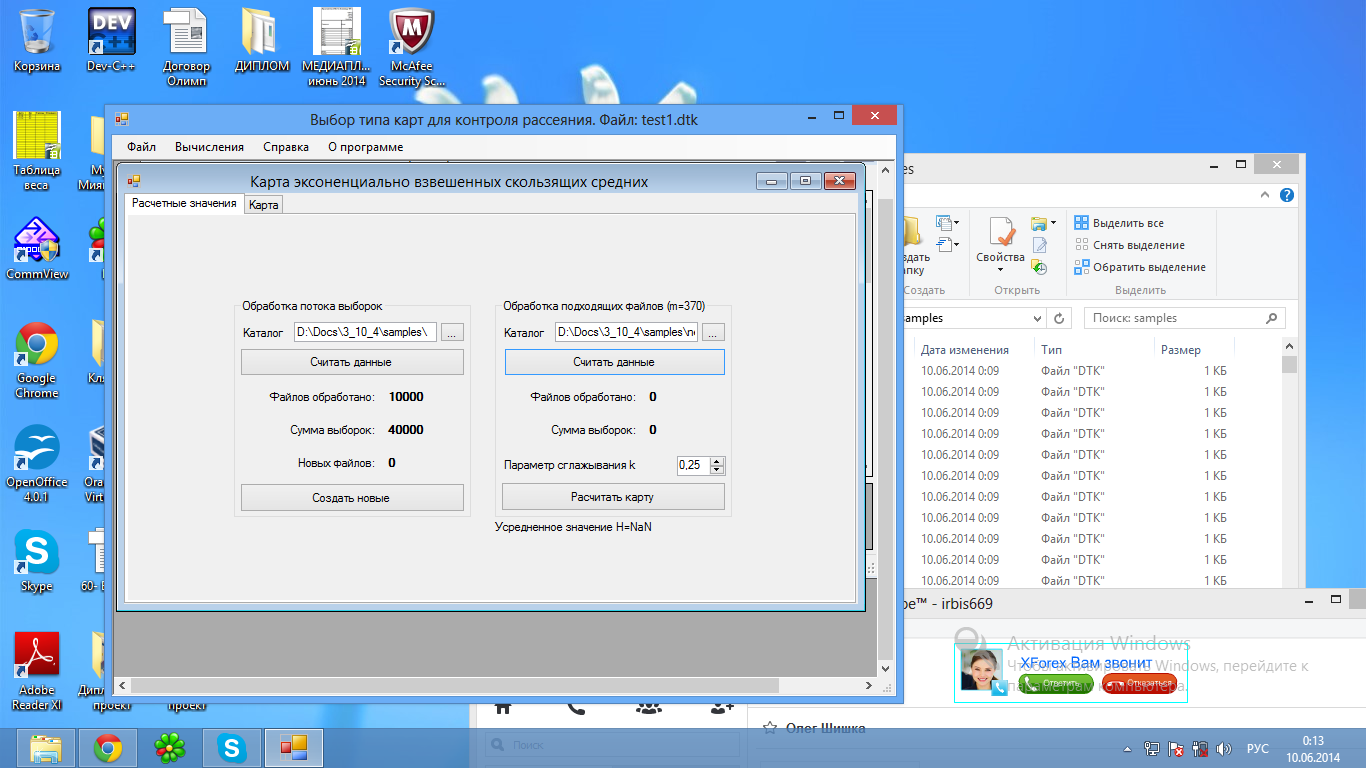 Корзина
Dev-C++
Договор
Олимп
ДИПЛОМ
МЕДИАПЛ...
июнь 2014
McAfee
Security Sc...
Таблица
веса
CommView
Google
Chrome
OpenOffice
4.0.1
Skype
Adobe
Reader XI
проект
проект
Выбор типа карт для контроля рассеяния. Файл: test1.dtk
Файл Вычисления Справка О программе
Карта эксоненциально взвешенных скользящих средних
Расчетные значения Карта
Обработка потока выборок
Каталог D:\Docs\3_10_4\samples\ ...
Считать данные
Файлов обработано: 10000
Сумма выборок: 40000
Новых файлов: 0
Создать новые
Обработка подходящих файлов (m=370)
Каталог D:\Docs\3_10_4\samples\ ...
Считать данные
Файлов обработано: 0
Сумма выборок: 0
Параметр сглажывания k 0,25
Расчитать карту
Усредненное значение H=NaN
Свойства
Выделить все
Снять выделение
Обратить выделение
Создать
Открыть
Выделить
samples
Поиск: samples
Дата изменения Тип Размер
10.06.2014 0:09 Файл "DTK" 1 КБ
10.06.2014 0:09 Файл "DTK" 1 КБ
10.06.2014 0:09 Файл "DTK" 1 КБ
10.06.2014 0:09 Файл "DTK" 1 КБ
10.06.2014 0:09 Файл "DTK" 1 КБ
10.06.2014 0:09 Файл "DTK" 1 КБ
10.06.2014 0:09 Файл "DTK" 1 КБ
10.06.2014 0:09 Файл "DTK" 1 КБ
10.06.2014 0:09 Файл "DTK" 1 КБ
10.06.2014 0:09 Файл "DTK" 1 КБ
10.06.2014 0:09 Файл "DTK" 1 КБ
pe™ - irbis669
Активация Windows
Чтобы активировать Windows, перейдите к
параметрам компьютера.
XForex Вам звонит
Ответить
Отказаться
Олег Шишка
Поиск
РУС
0:13
10.06.2014